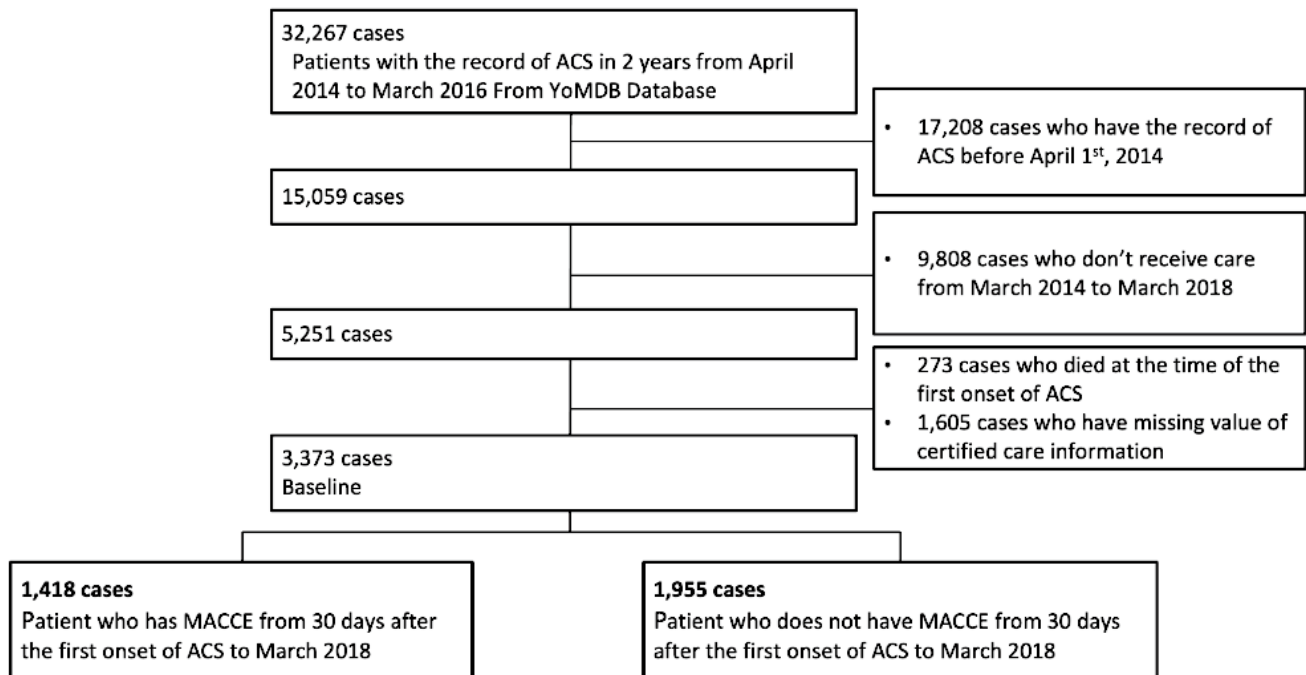 32,267 cases
Patients with the record of ACS in 2 years from April
2014 to March 2016 From YoMDB Database
• 17,208 cases who have the record of
ACS before April 1st, 2014
15,059 cases
• 9,808 cases who don't receive care
from March 2014 to March 2018
5,251 cases
• 273 cases who died at the time of the
first onset of ACS
• 1,605 cases who have missing value of
certified care information
3,373 cases
Baseline
1,418 cases
Patient who has MACCE from 30 days after
the first onset of ACS to March 2018
1,955 cases
Patient who does not have MACCE from 30 days
after the first onset of ACS to March 2018